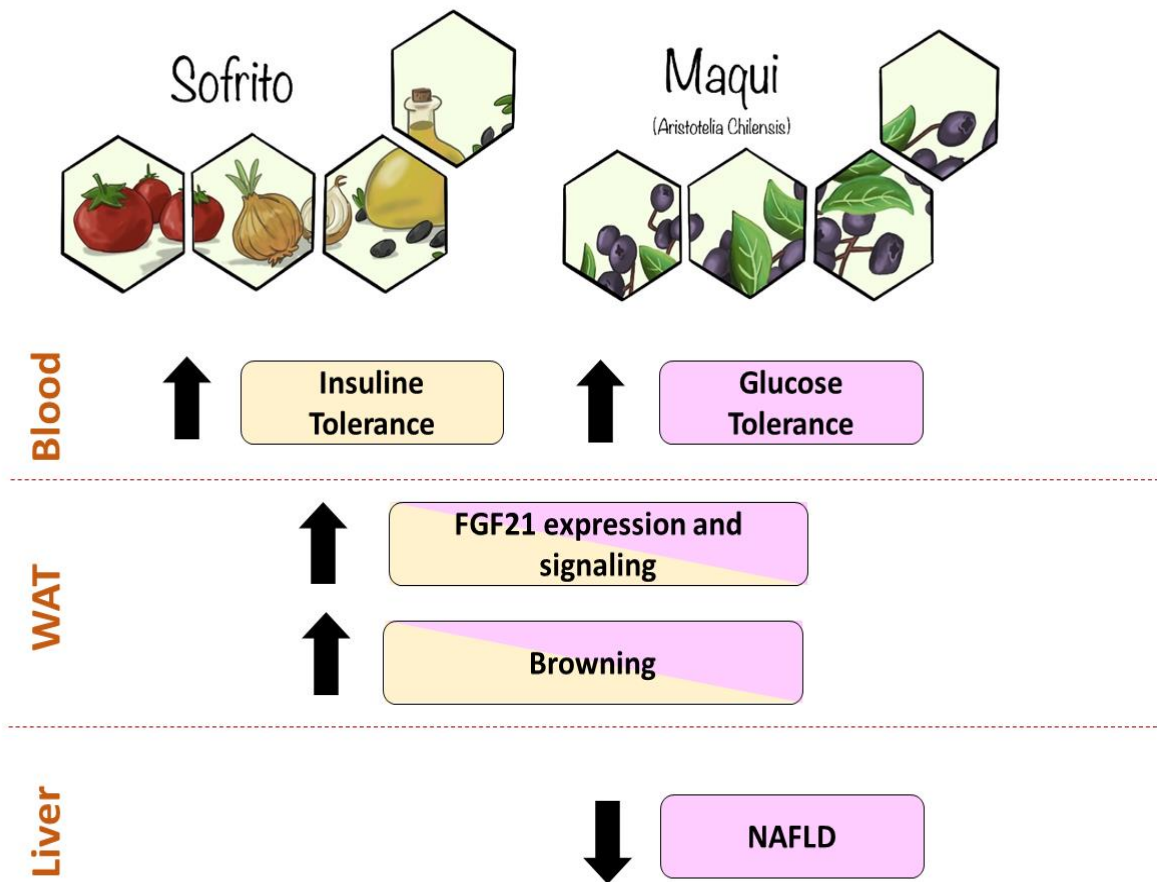 Sofrito
Maqui
(Aristotelia Chilensis)
Blood
Insuline
Tolerance
Glucose
Tolerance
WAT
FGF21 expression and
signaling
Browning
Liver
NAFLD